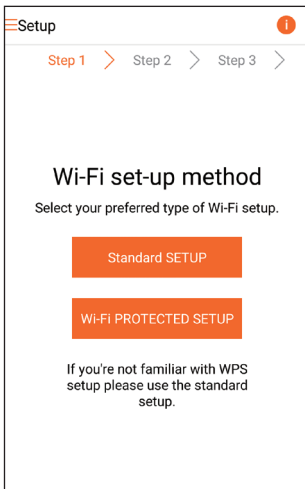 Setup
i
Step 1 Step 2 Step 3
Wi-Fi set-up method
Select your preferred type of Wi-Fi setup.
Standard SETUP
Wi-Fi PROTECTED SETUP
If you're not familiar with WPS
setup please use the standard
setup.